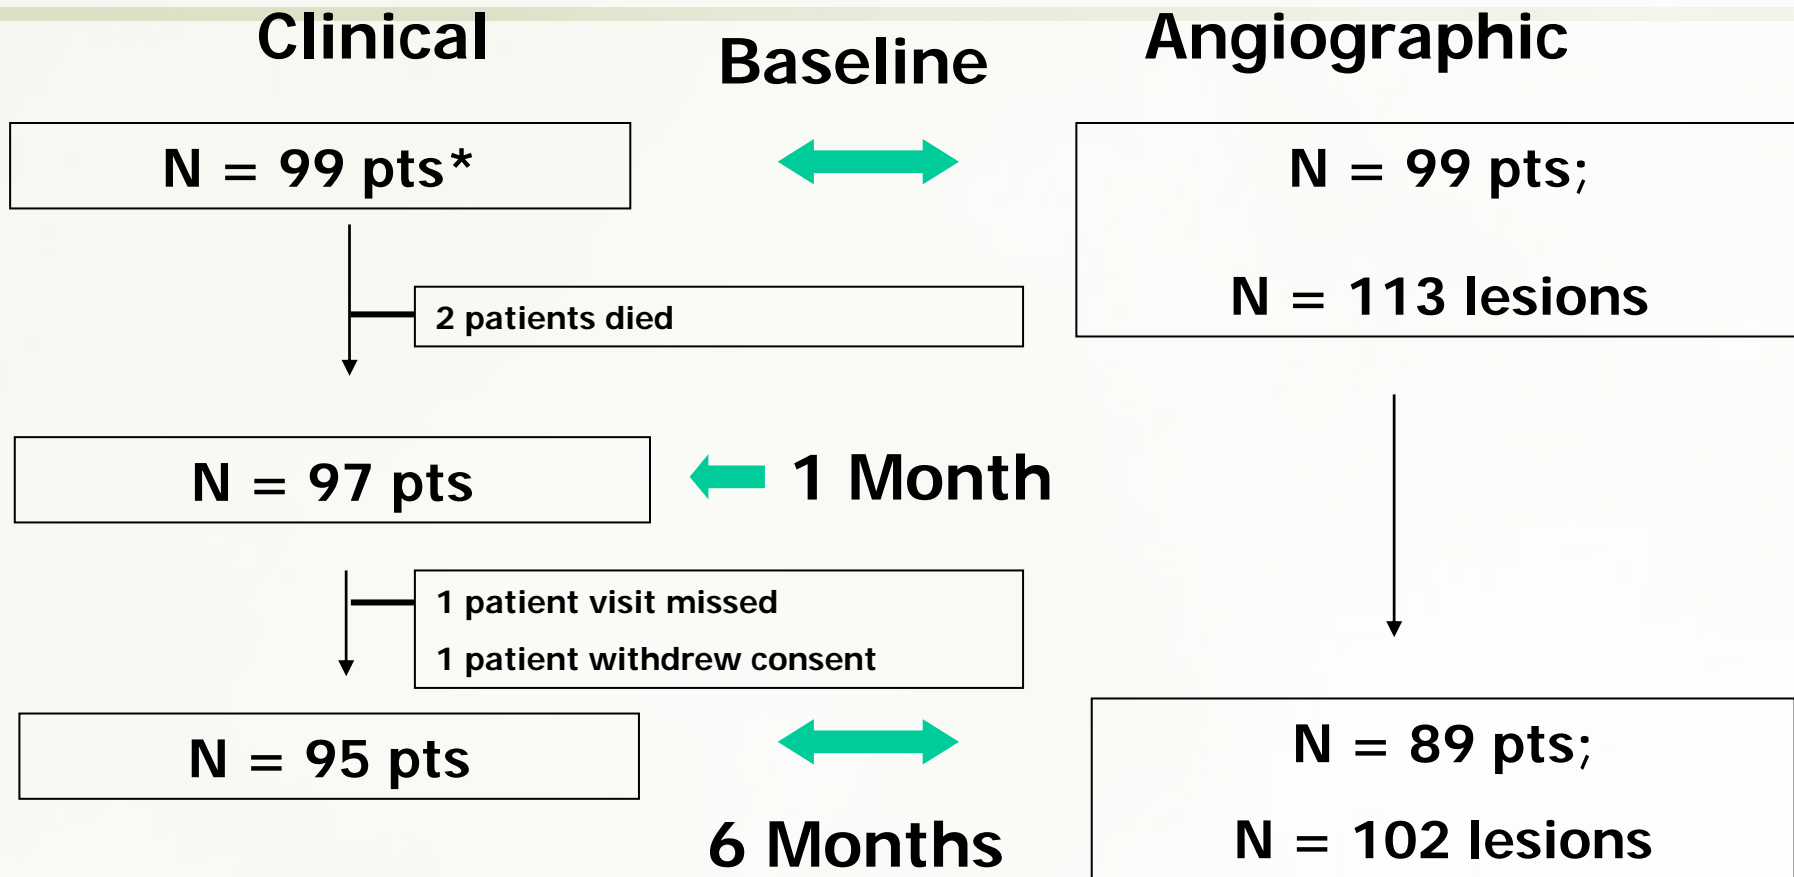 Clinical
Baseline
Angiographic
N = 99 pts*
N = 99 pts;
N = 113 lesions
2 patients died
N = 97 pts
1 Month
1 patient visit missed
1 patient withdrew consent
N = 95 pts
6 Months
N = 89 pts;
N = 102 lesions